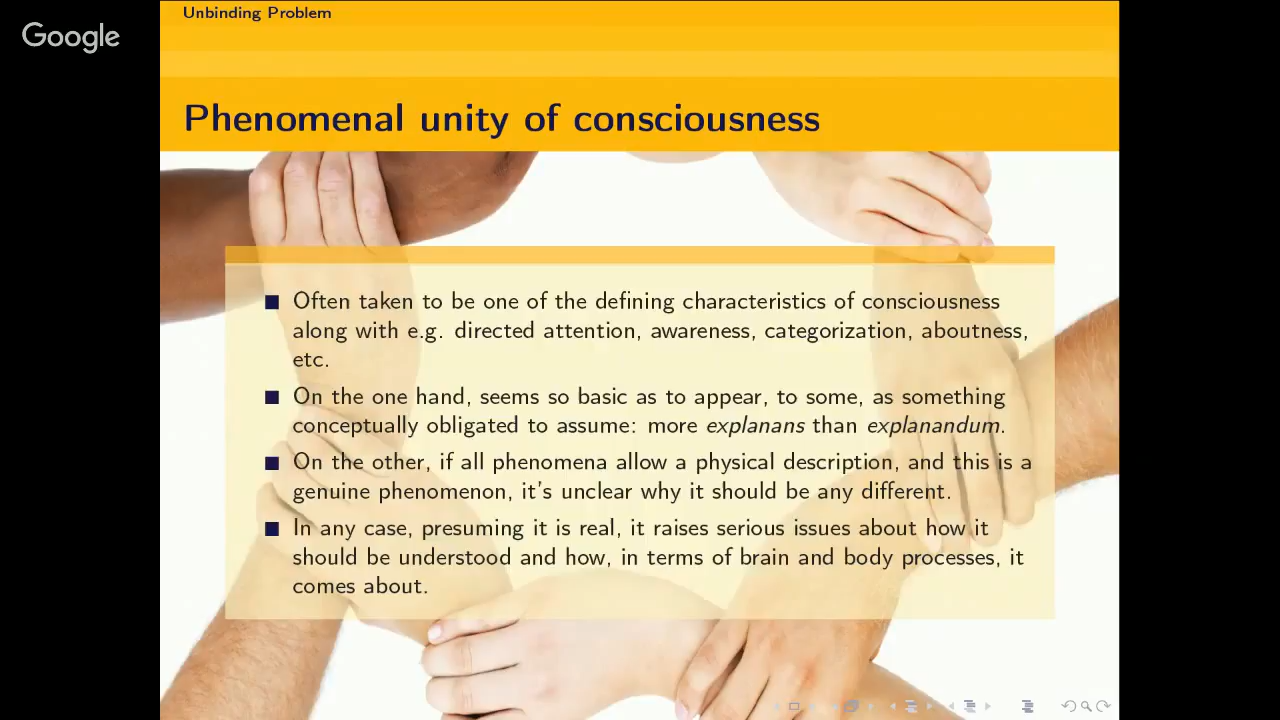 Unbinding Problem
Google
Phenomenal unity of consciousness
Often taken to be one of the defining characteristics of consciousness
along with e.g. directed attention, awareness, categorization, aboutness,
etc.
On the one hand, seems so basic as to appear, to some, as something
conceptually obligated to assume: more explanans than explanandum.
On the other, if all phenomena allow a physical description, and this is a
genuine phenomenon, it's unclear why it should be any different.
In any case, presuming it is real, it raises serious issues about how it
should be understood and how, in terms of brain and body processes, it
comes about.